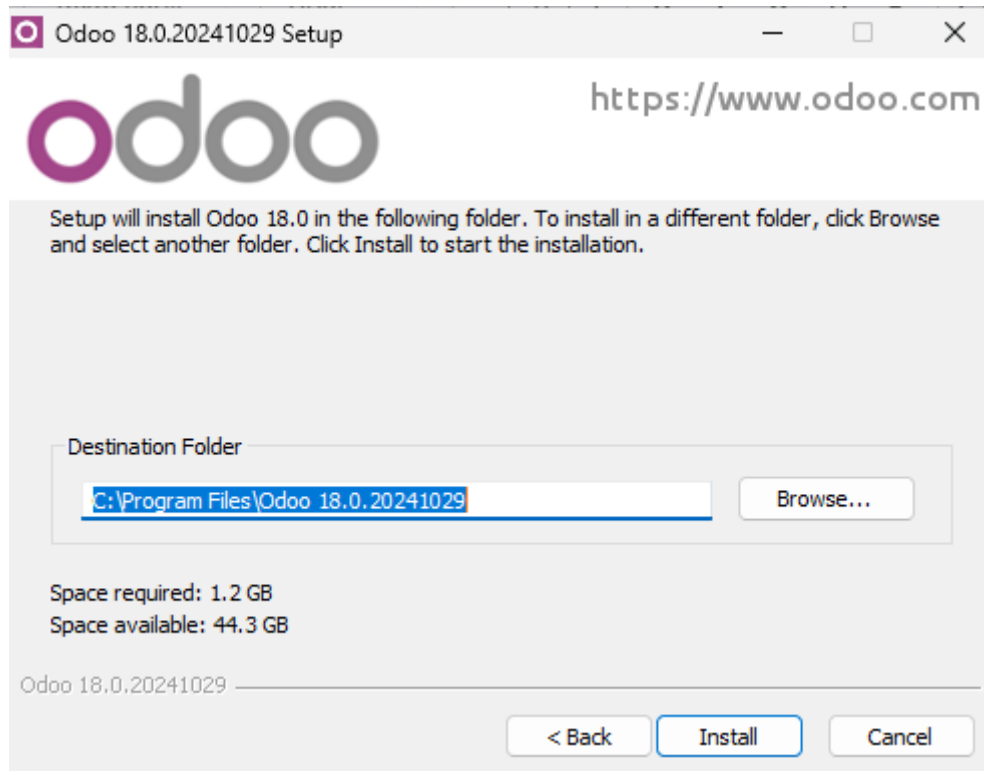 Odoo 18.0.20241029 Setup
odoo
https://www.odoo.com
Setup will install Odoo 18.0 in the following folder. To install in a different folder, click Browse
and select another folder. Click Install to start the installation.
Destination Folder
C:\Program Files\Odoo 18.0.20241029
Browse...
Space required: 1.2 GB
Space available: 44.3 GB
Odoo 18.0.20241029
< Back
Install
Cancel